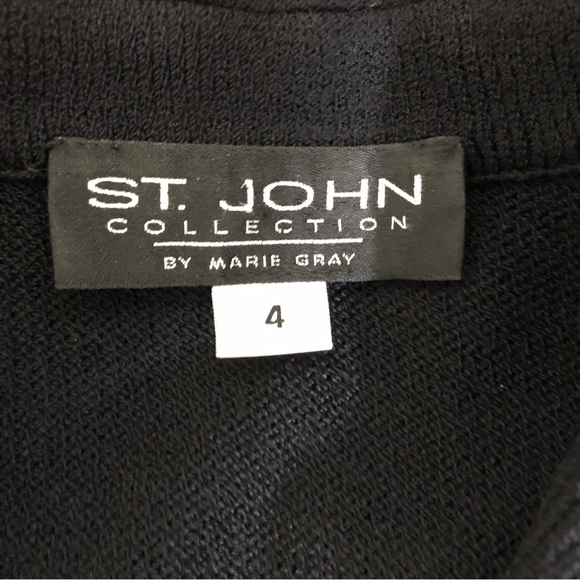 ST. JOHN
COLLECTION
BY MARIE GRAY
4